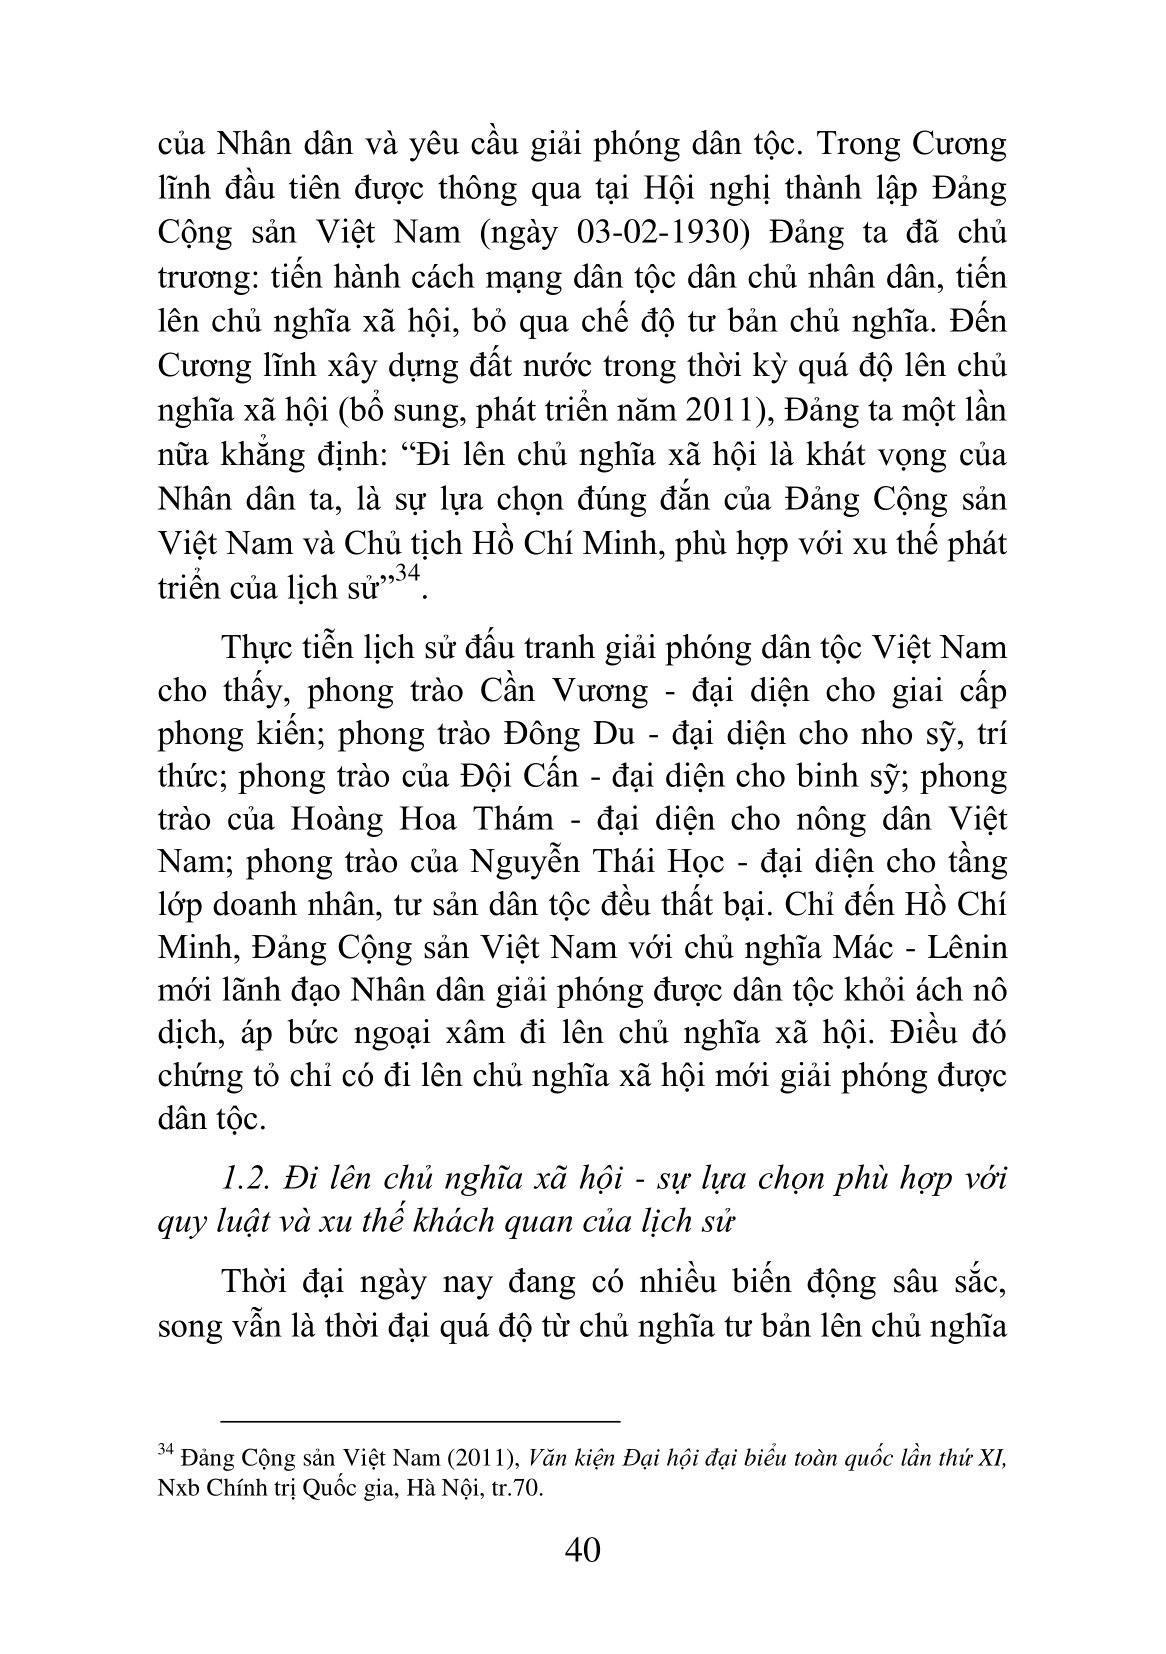 của Nhân dân và yêu cầu giải phóng dân tộc. Trong Cương
lĩnh đầu tiên được thông qua tại Hội nghị thành lập Đảng
Cộng sản Việt Nam (ngày 03-02-1930) Đảng ta đã chủ
trương: tiến hành cách mạng dân tộc dân chủ nhân dân, tiến
lên chủ nghĩa xã hội, bỏ qua chế độ tư bản chủ nghĩa. Đến
Cương lĩnh xây dựng đất nước trong thời kỳ quá độ lên chủ
nghĩa xã hội (bổ sung, phát triển năm 2011), Đảng ta một lần
nữa khẳng định: “Đi lên chủ nghĩa xã hội là khát vọng của
Nhân dân ta, là sự lựa chọn đúng đắn của Đảng Cộng sản
Việt Nam và Chủ tịch Hồ Chí Minh, phù hợp với xu thế phát
triển của lịch sử”34.
Thực tiễn lịch sử đấu tranh giải phóng dân tộc Việt Nam
cho thấy, phong trào Cần Vương - đại diện cho giai cấp
phong kiến; phong trào Đông Du - đại diện cho nho sỹ, trí
thức; phong trào của Đội Cấn - đại diện cho binh sỹ; phong
trào của Hoàng Hoa Thám - đại diện cho nông dân Việt
Nam; phong trào của Nguyễn Thái Học - đại diện cho tầng
lớp doanh nhân, tư sản dân tộc đều thất bại. Chỉ đến Hồ Chí
Minh, Đảng Cộng sản Việt Nam với chủ nghĩa Mác - Lênin
mới lãnh đạo Nhân dân giải phóng được dân tộc khỏi ách nô
dịch, áp bức ngoại xâm đi lên chủ nghĩa xã hội. Điều đó
chứng tỏ chỉ có đi lên chủ nghĩa xã hội mới giải phóng được
dân tộc.
1.2. Đi lên chủ nghĩa xã hội - sự lựa chọn phù hợp với
quy luật và xu thế khách quan của lịch sử
Thời đại ngày nay đang có nhiều biến động sâu sắc,
song vẫn là thời đại quá độ từ chủ nghĩa tư bản lên chủ nghĩa
34 Đảng Cộng sản Việt Nam (2011), Văn kiện Đại hội đại biểu toàn quốc lần thứ XI,
Nxb Chính trị Quốc gia, Hà Nội, tr.70.
40